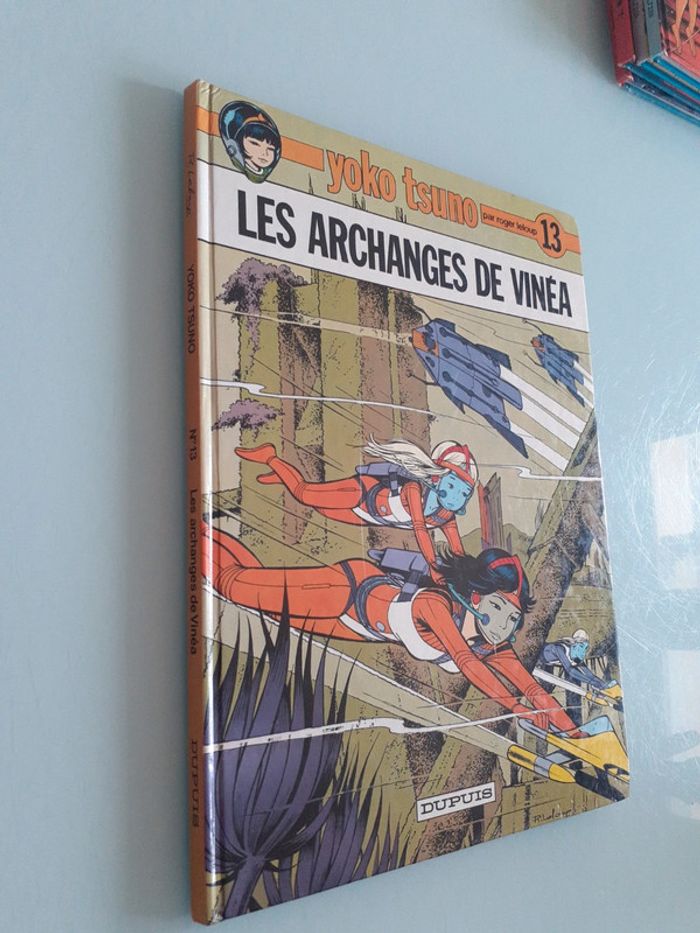 yoko tsuno
par roger leloup
13
LES ARCHANGES DE VINÉA
DUPUIS
R. Leloup
YOKO TSUNO
N° 13
Les archanges de Vinéa
DUPUIS